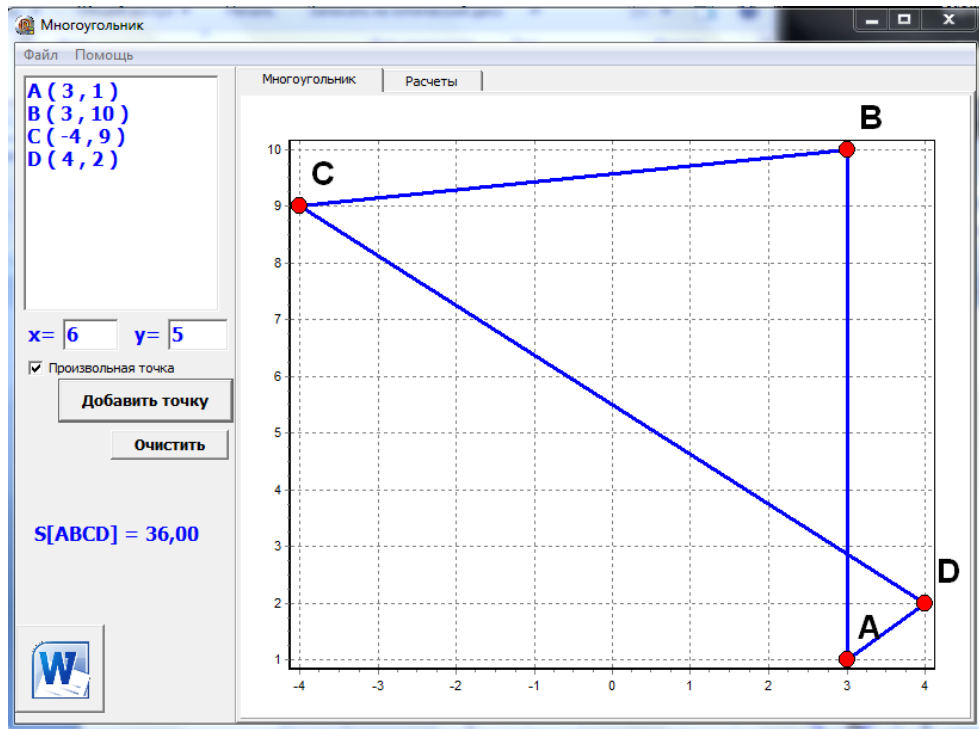 Многоугольник
Файл Помощь
A ( 3 , 1 )
B ( 3 , 10 )
C ( -4 , 9 )
D ( 4 , 2 )
x= 6 y= 5
Произвольная точка
Добавить точку
Очистить
S[ABCD] = 36,00
W
Многоугольник Расчеты
B
10
C
9
8
7
6
5
4
3
D
2
A
1
-4 -3 -2 -1 0 1 2 3 4